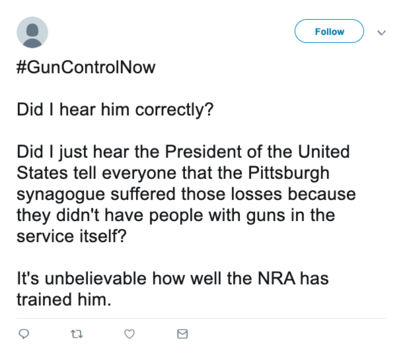 Follow
#GunControlNow
Did I hear him correctly?
Did I just hear the President of the United
States tell everyone that the Pittsburgh
synagogue suffered those losses because
they didn't have people with guns in the
service itself?
It's unbelievable how well the NRA has
trained him.